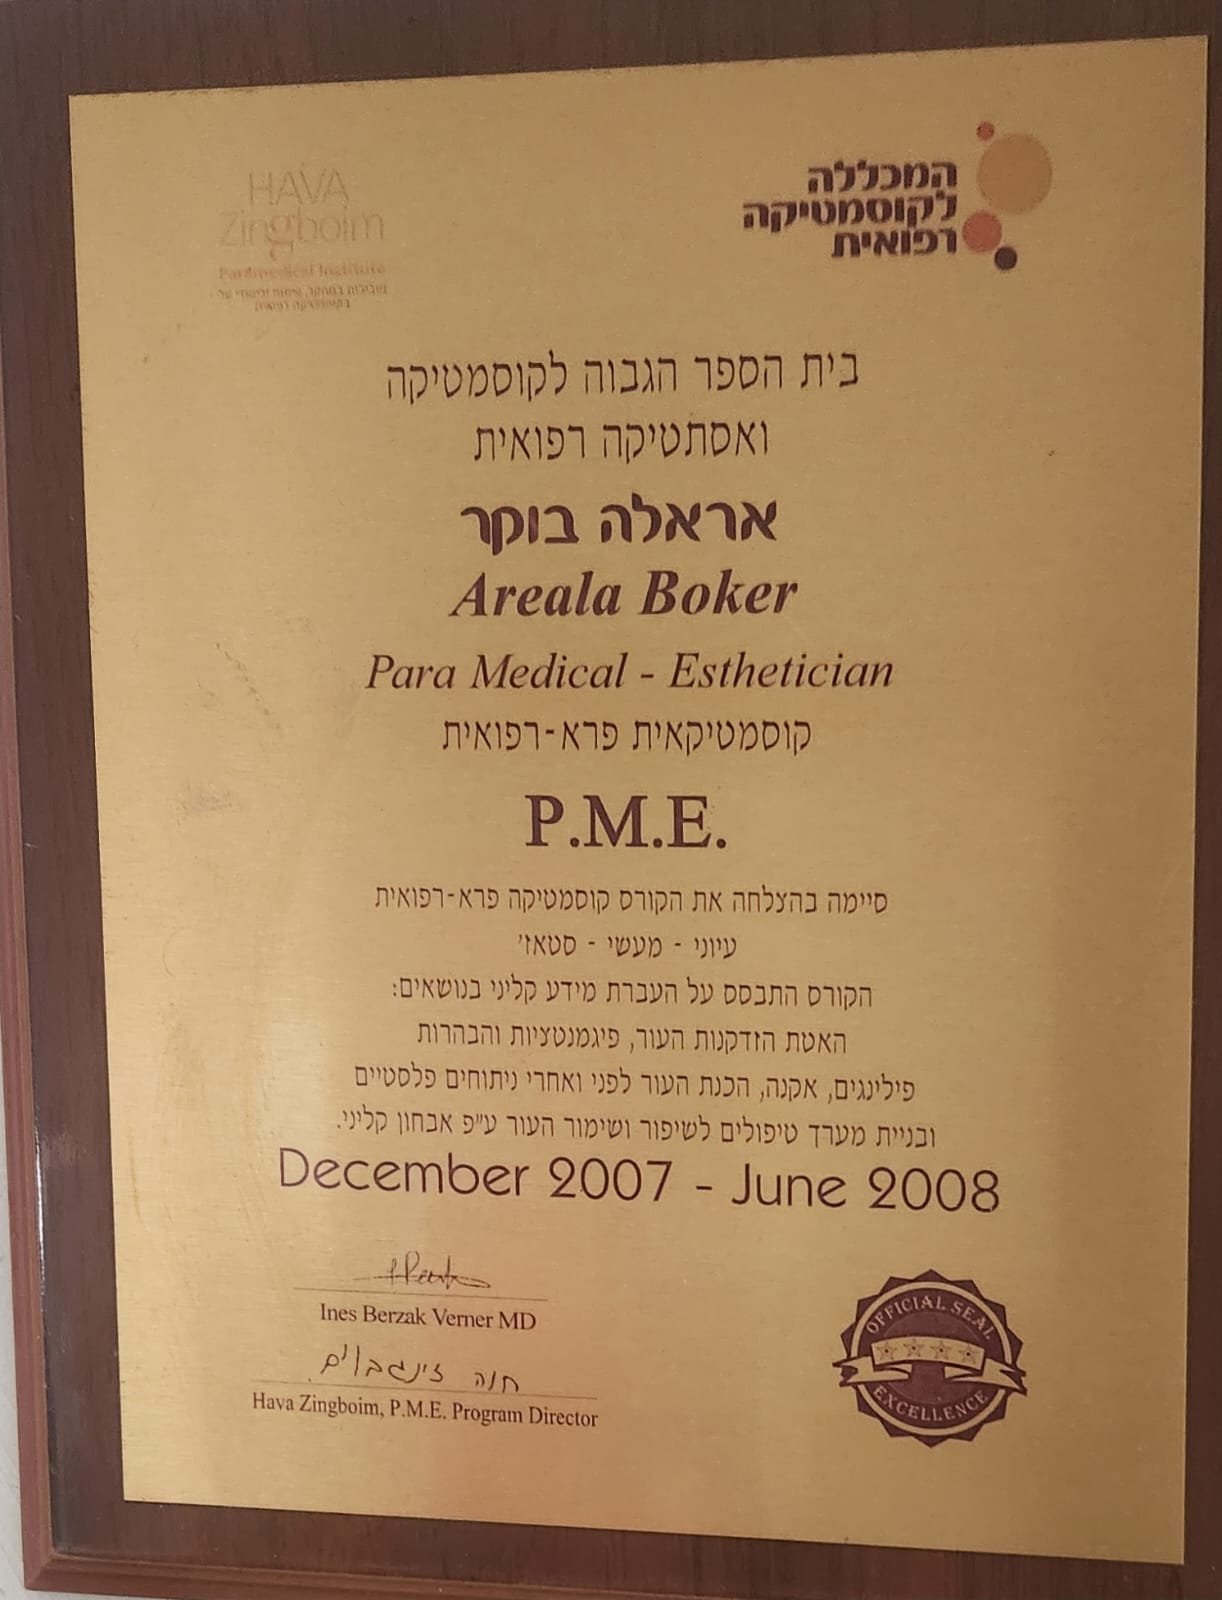 HAVA
Zingboim
Paramedical Institute
המכללה
לקוסמטיקה
רפואית
בית הספר הגבוה לקוסמטיקה
ואסתטיקה רפואית
אראלה בוקר
Areala Boker
Para Medical - Esthetician
קוסמטיקאית פרא-רפואית
P.M.E.
סיימה בהצלחה את הקורס קוסמטיקה פרא-רפואית
עיוני - מעשי - סטאז'
הקורס התבסס על העברת מידע קליני בנושאים:
האטת הזדקנות העור, פיגמנטציות והבהרות
פילינגים, אקנה, הכנת העור לפני ואחרי ניתוחים פלסטיים
ובניית מערך טיפולים לשיפור ושימור העור ע"פ אבחון קליני.
December 2007 - June 2008
Ines Berzak Verner MD
חוה זינגבוים
Hava Zingboim, P.M.E. Program Director
OFFICIAL SEAL
EXCELLENCE